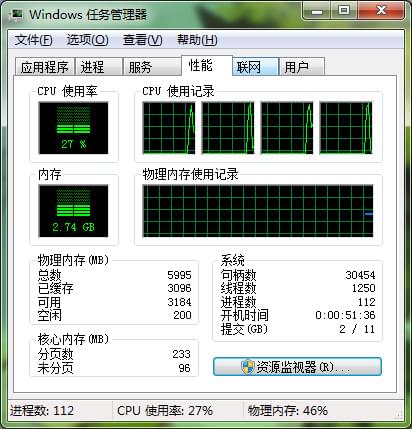 Windows 任务管理器
文件(F) 选项(O) 查看(V) 帮助(H)
应用程序 进程 服务 性能 联网 用户
CPU 使用率 CPU 使用记录
27 %
内存 物理内存使用记录
2.74 GB
物理内存(MB)
总数 5995
已缓存 3096
可用 3184
空闲 200
系统
句柄数 30454
线程数 1250
进程数 112
开机时间 0:00:51:36
提交(GB) 2 / 11
核心内存(MB)
分页数 233
未分页 96
资源监视器(R)...
进程数: 112 CPU 使用率: 27% 物理内存: 46%